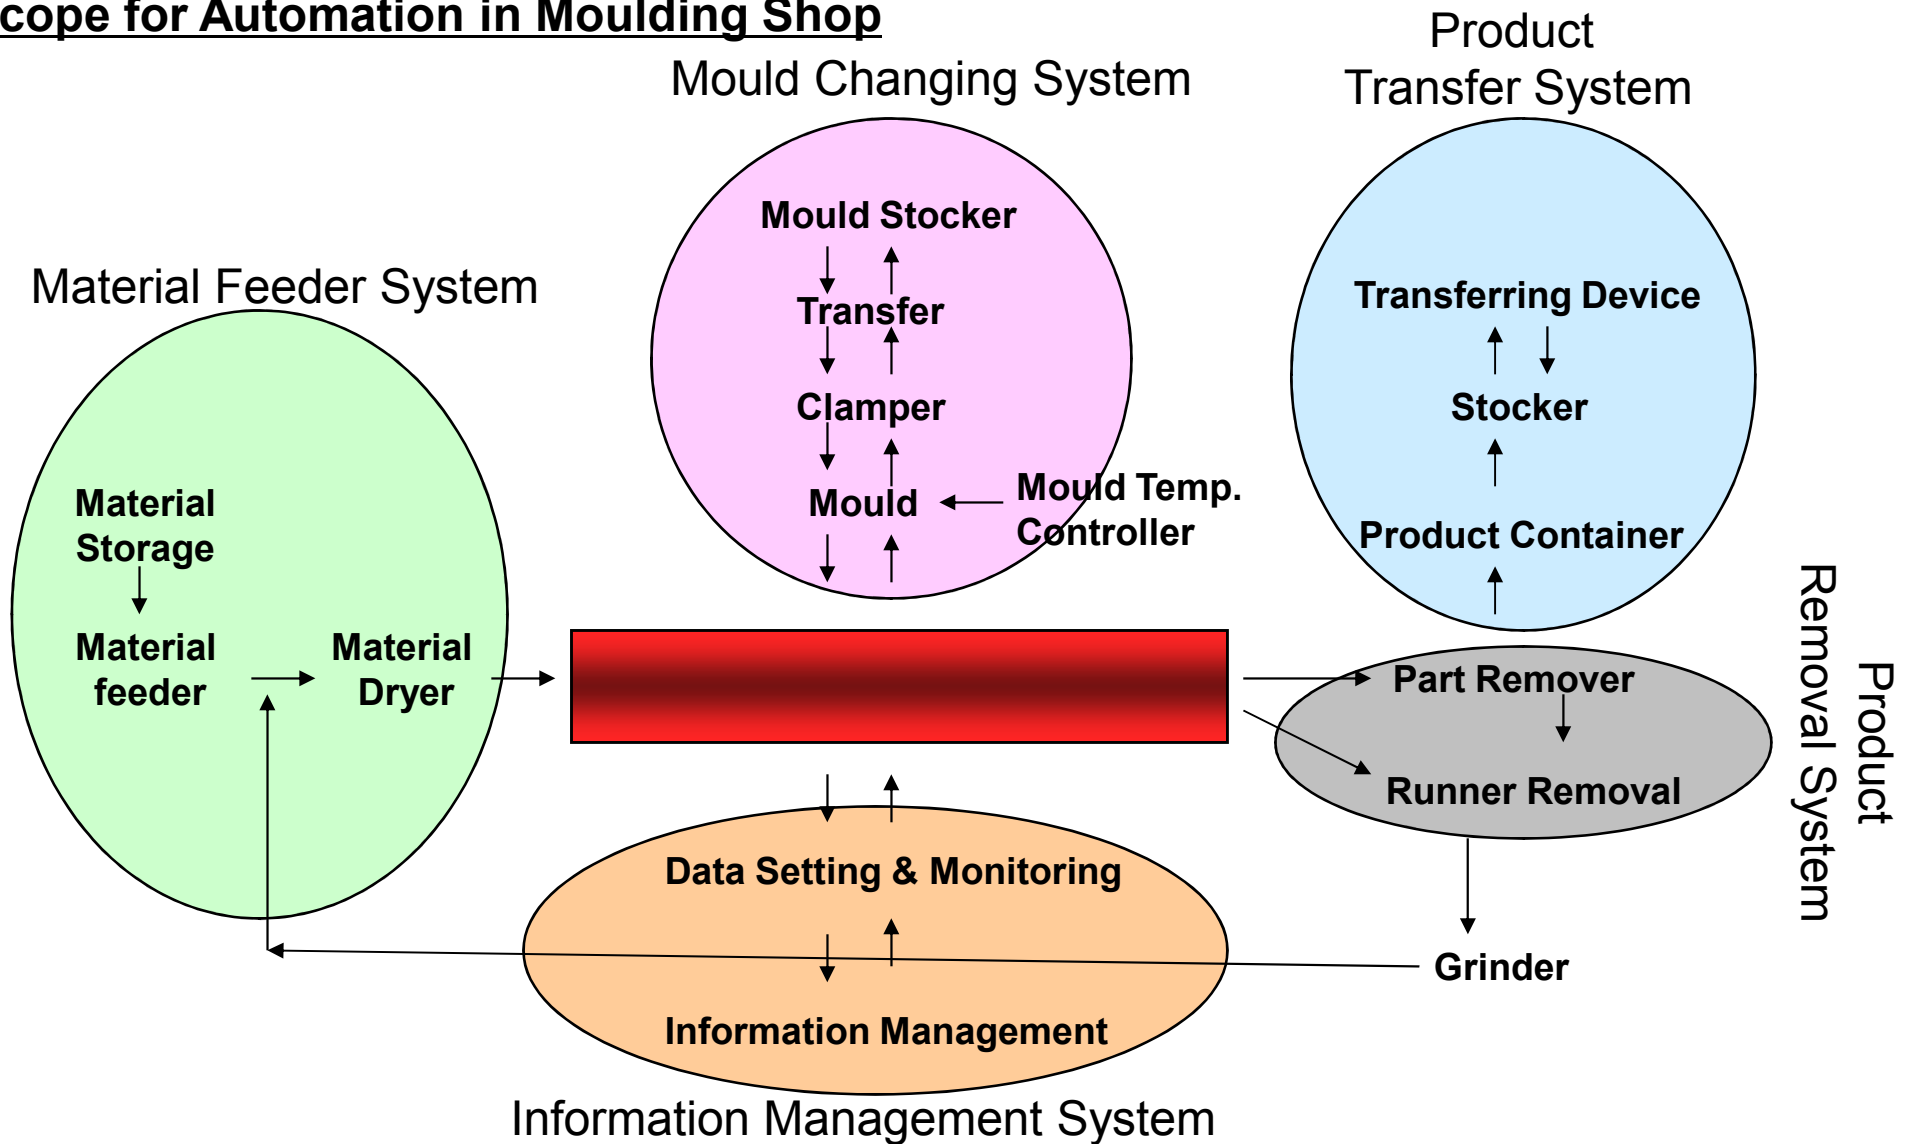 cope for Automation in Moulding Shop
Product
Transfer System
Mould Changing System
Material Feeder System
Mould Stocker
Transfer
Clamper
Mould
Mould Temp.
Controller
Transferring Device
Stocker
Product Container
Material
Storage
Material
feeder
Material
Dryer
Part Remover
Runner Removal
Product
Removal System
Data Setting & Monitoring
Information Management
Grinder
Information Management System